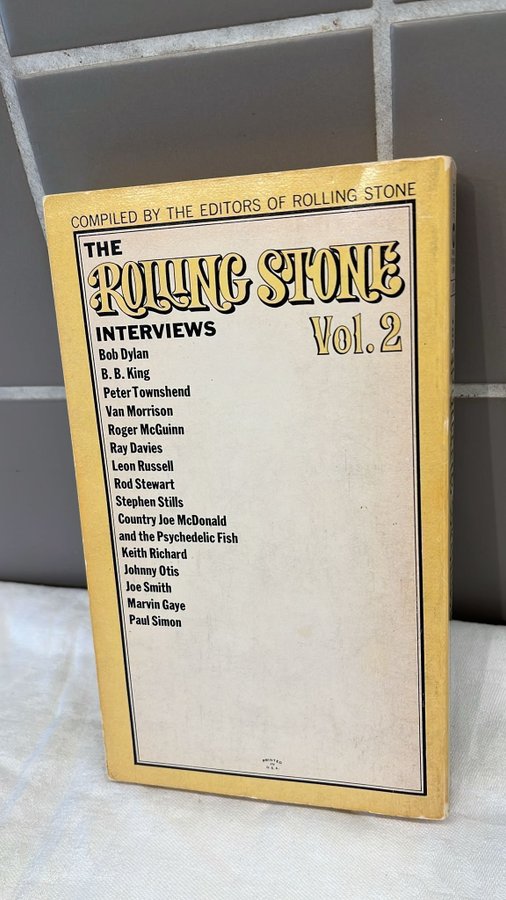 COMPILED BY THE EDITORS OF ROLLING STONE
THE
ROLLING STONE
INTERVIEWS
Vol. 2
Bob Dylan
B. B. King
Peter Townshend
Van Morrison
Roger McGuinn
Ray Davies
Leon Russell
Rod Stewart
Stephen Stills
Country Joe McDonald
and the Psychedelic Fish
Keith Richard
Johnny Otis
Joe Smith
Marvin Gaye
Paul Simon
PRINTED
IN
U.S.A.